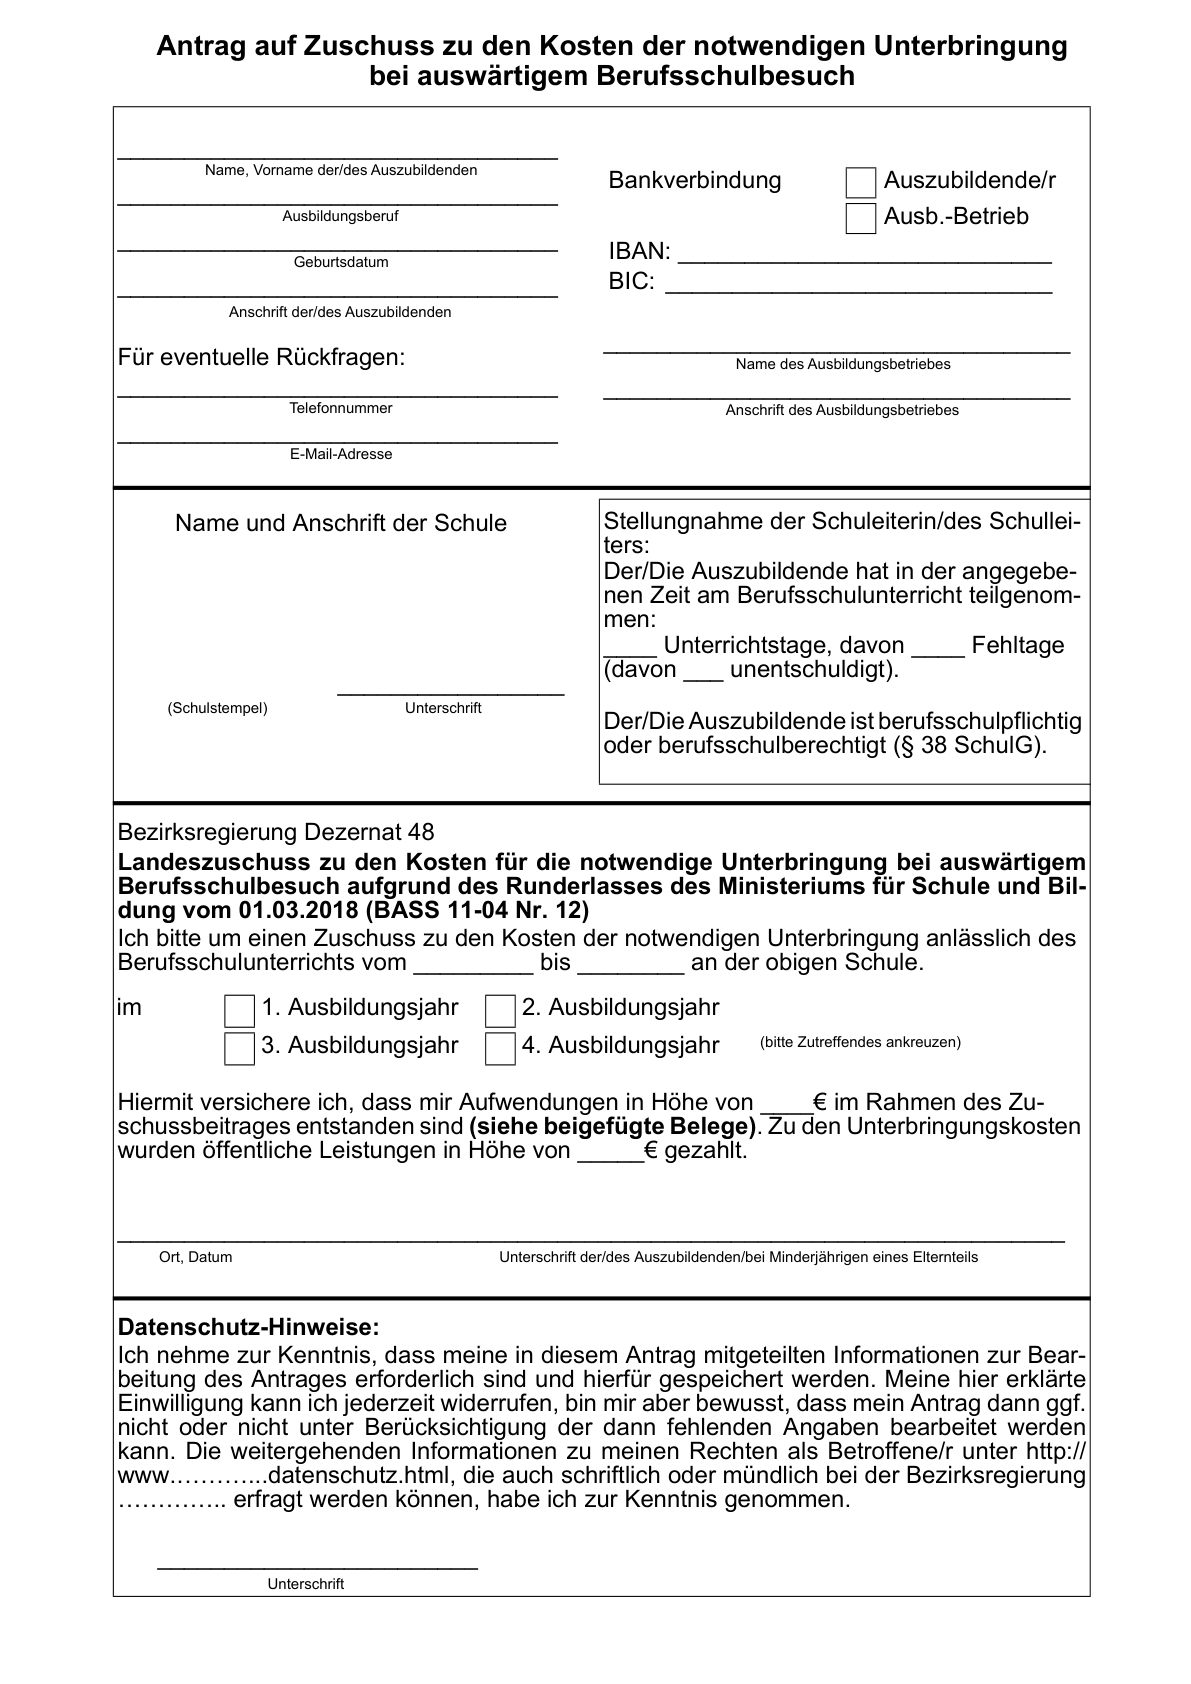 Antrag auf Zuschuss zu den Kosten der notwendigen Unterbringung
bei auswärtigem Berufsschulbesuch
Name, Vorname der/des Auszubildenden
Ausbildungsberuf
Geburtsdatum
Anschrift der/des Auszubildenden
Für eventuelle Rückfragen:
Telefonnummer
E-Mail-Adresse
Bankverbindung
Auszubildende/r
Ausb.-Betrieb
IBAN: ____________________________
BIC: _____________________________
Name des Ausbildungsbetriebes
Anschrift des Ausbildungsbetriebes
Name und Anschrift der Schule
(Schulstempel)
Unterschrift
Stellungnahme der Schuleiterin/des Schullei-
ters:
Der/Die Auszubildende hat in der angegebe-
nen Zeit am Berufsschulunterricht teilgenom-
men:
____ Unterrichtstage, davon ____ Fehltage
(davon ___ unentschuldigt).
Der/Die Auszubildende ist berufsschulpflichtig
oder berufsschulberechtigt (§ 38 SchulG).
Bezirksregierung Dezernat 48
Landeszuschuss zu den Kosten für die notwendige Unterbringung bei auswärtigem
Berufsschulbesuch aufgrund des Runderlasses des Ministeriums für Schule und Bil-
dung vom 01.03.2018 (BASS 11-04 Nr. 12)
Ich bitte um einen Zuschuss zu den Kosten der notwendigen Unterbringung anlässlich des
Berufsschulunterrichts vom _________ bis ________ an der obigen Schule.
im 1. Ausbildungsjahr 2. Ausbildungsjahr
3. Ausbildungsjahr 4. Ausbildungsjahr (bitte Zutreffendes ankreuzen)
Hiermit versichere ich, dass mir Aufwendungen in Höhe von ____€ im Rahmen des Zu-
schussbeitrages entstanden sind (siehe beigefügte Belege). Zu den Unterbringungskosten
wurden öffentliche Leistungen in Höhe von _____€ gezahlt.
Ort, Datum Unterschrift der/des Auszubildenden/bei Minderjährigen eines Elternteils
Datenschutz-Hinweise:
Ich nehme zur Kenntnis, dass meine in diesem Antrag mitgeteilten Informationen zur Bear-
beitung des Antrages erforderlich sind und hierfür gespeichert werden. Meine hier erklärte
Einwilligung kann ich jederzeit widerrufen, bin mir aber bewusst, dass mein Antrag dann ggf.
nicht oder nicht unter Berücksichtigung der dann fehlenden Angaben bearbeitet werden
kann. Die weitergehenden Informationen zu meinen Rechten als Betroffene/r unter http://
www.………...datenschutz.html, die auch schriftlich oder mündlich bei der Bezirksregierung
………….. erfragt werden können, habe ich zur Kenntnis genommen.
Unterschrift